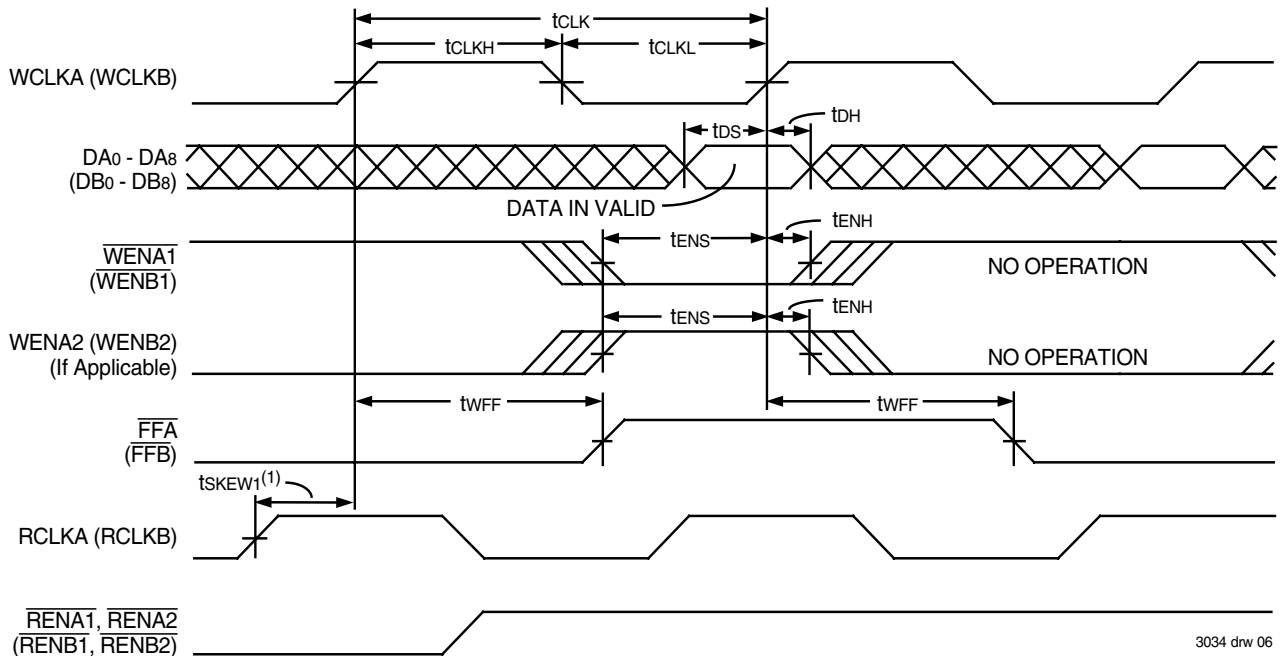 tCLK
tCLKH
tCLKL
WCLKA (WCLKB)
tDS
tDH
DA0 - DA8
(DB0 - DB8)
DATA IN VALID
tENS
tENH
WENA1
(WENB1)
NO OPERATION
tENS
tENH
WENA2 (WENB2)
(If Applicable)
NO OPERATION
tWFF
tWFF
FFA
(FFB)
tSKEW1(1)
RCLKA (RCLKB)
RENA1, RENA2
(RENB1, RENB2)
3034 drw 06